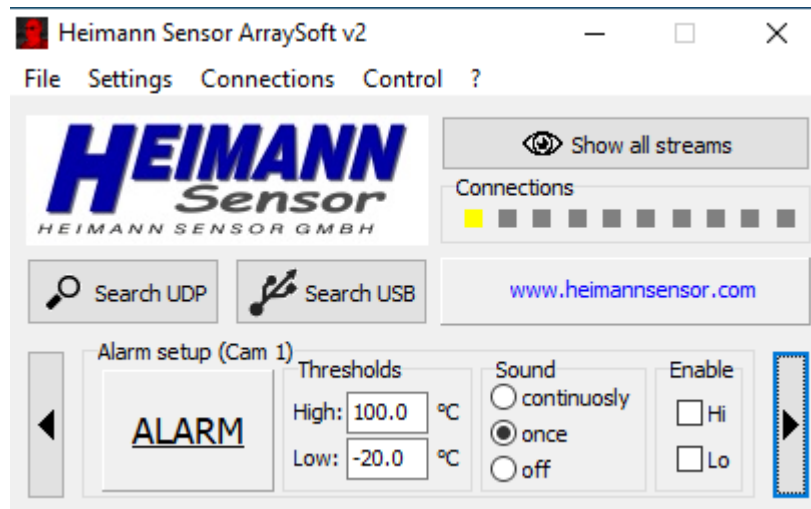 Heimann Sensor ArraySoft v2
File Settings Connections Control ?
HEIMANN
Sensor
HEIMANN SENSOR GMBH
Show all streams
Connections
Search UDP
Search USB
www.heimannsensor.com
Alarm setup (Cam 1)
ALARM
Thresholds
High: 100.0 °C
Low: -20.0 °C
Sound
continuosly
once
off
Enable
Hi
Lo